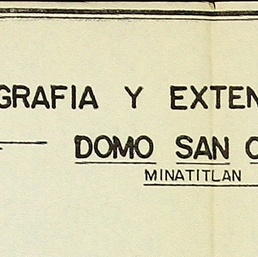 GRAFIA Y EXTEN
DOMO SAN C
MINATITLAN